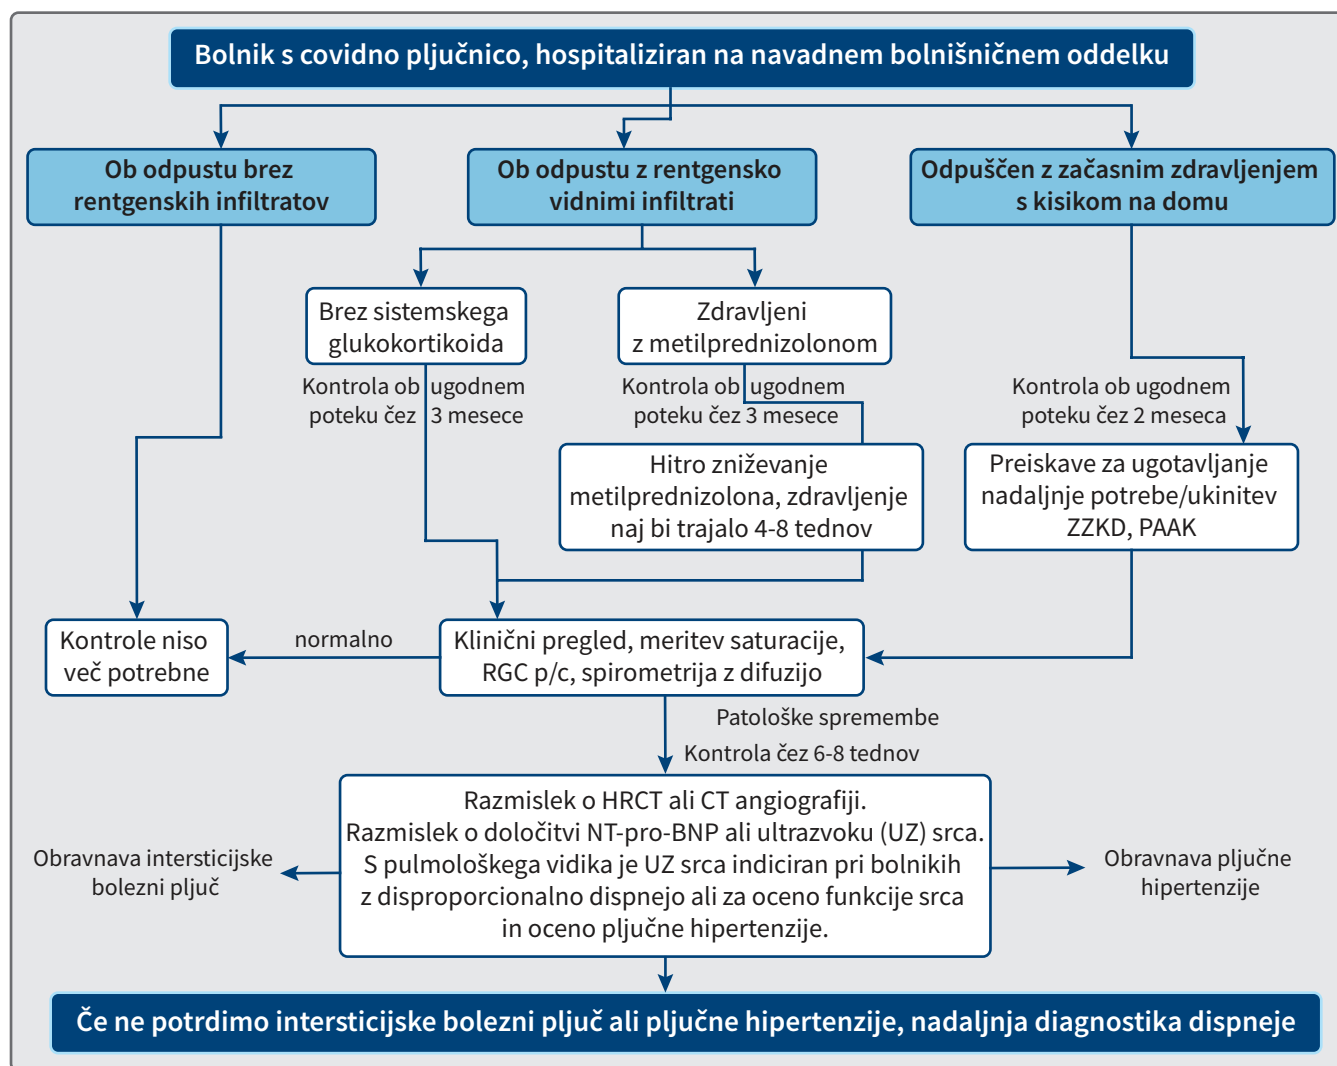 Bolnik s covidno pljučnico, hospitaliziran na navadnem bolnišničnem oddelku
Ob odpustu brez
rentgenskih infiltratov
Ob odpustu z rentgensko
vidnimi infiltrati
Odpuščen z začasnim zdravljenjem
s kisikom na domu
Brez sistemskega
glukokortikoida
Zdravljeni
z metilprednizolonom
Kontrola ob ugodnem
poteku čez 3 mesece
Kontrola ob ugodnem
poteku čez 3 mesece
Kontrola ob ugodnem
poteku čez 2 meseca
Hitro zniževanje
metilprednizolona, zdravljenje
naj bi trajalo 4-8 tednov
Preiskave za ugotavljanje
nadaljnje potrebe/ukinitev
ZZKD, PAAK
Kontrole niso
več potrebne
normalno
Klinični pregled, meritev saturacije,
RGC p/c, spirometrija z difuzijo
Patološke spremembe
Kontrola čez 6-8 tednov
Razmislek o HRCT ali CT angiografiji.
Razmislek o določitvi NT-pro-BNP ali ultrazvoku (UZ) srca.
S pulmološkega vidika je UZ srca indiciran pri bolnikih
z disproporcionalno dispnejo ali za oceno funkcije srca
in oceno pljučne hipertenzije.
Obravnava intersticijske
bolezni pljuč
Obravnava pljučne
hipertenzije
Če ne potrdimo intersticijske bolezni pljuč ali pljučne hipertenzije, nadaljnja diagnostika dispneje